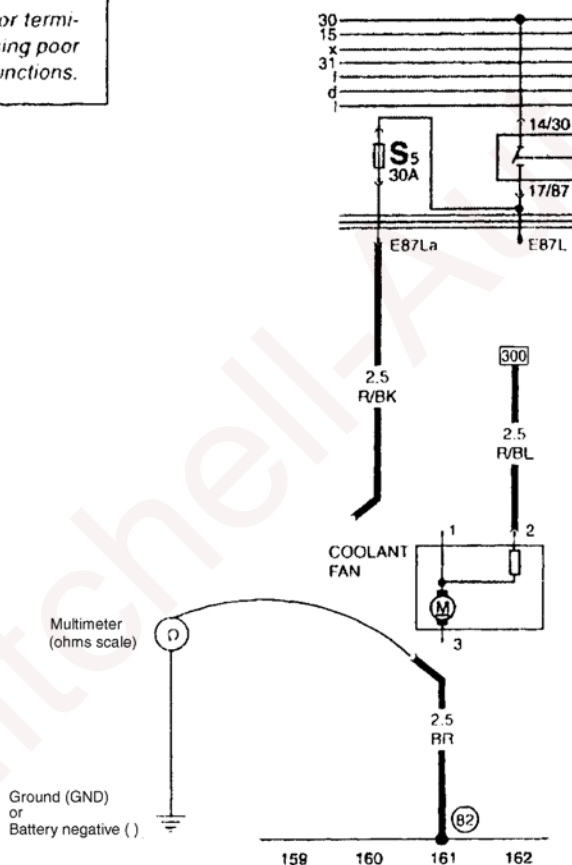 or termi-
sing poor
unctions.
30
15
x
31
f
d
l
14/30
S5
30A
17/87
E87La
E87L
300
2.5
R/BK
2.5
R/BL
1
2
COOLANT
FAN
M
3
Multimeter
(ohms scale)
Ω
2.5
BR
Ground (GND)
or
Battery negative ( )
82
159 160 161 162